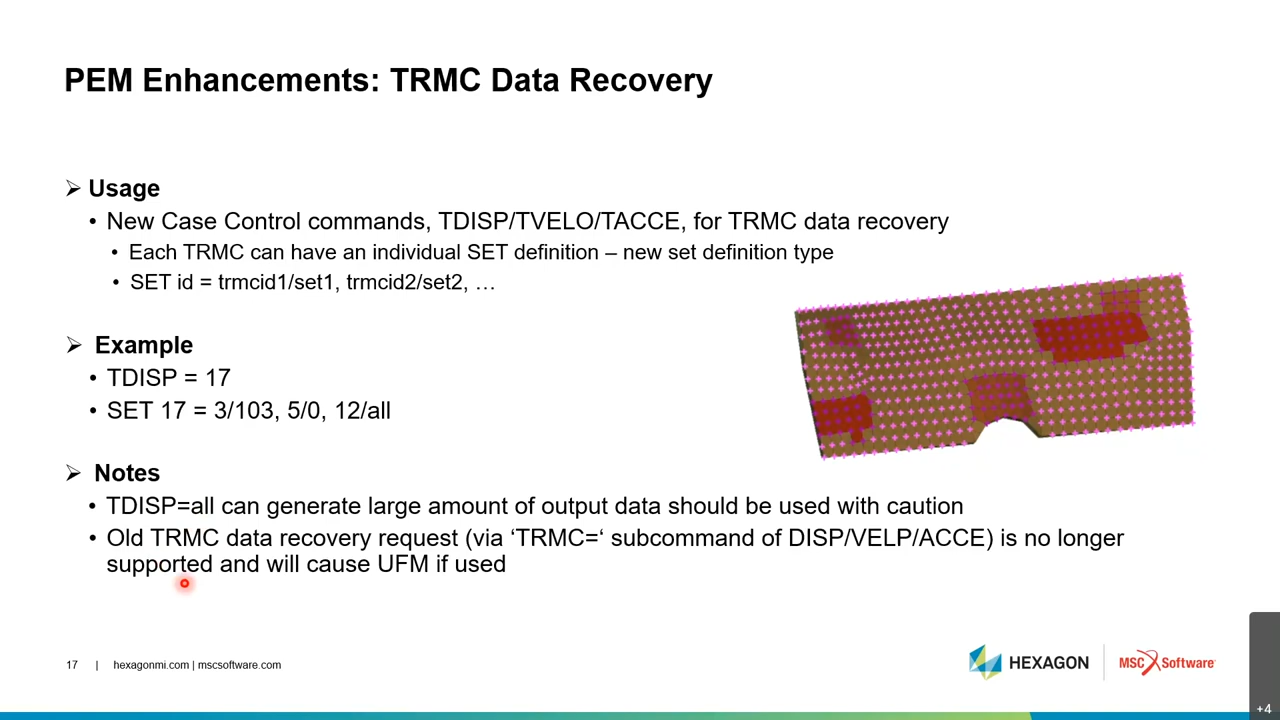 PEM Enhancements: TRMC Data Recovery
➢ Usage
• New Case Control commands, TDISP/TVELO/TACCE, for TRMC data recovery
• Each TRMC can have an individual SET definition – new set definition type
• SET id = trmcid1/set1, trmcid2/set2, …
➢ Example
• TDISP = 17
• SET 17 = 3/103, 5/0, 12/all
➢ Notes
• TDISP=all can generate large amount of output data should be used with caution
• Old TRMC data recovery request (via ‘TRMC=‘ subcommand of DISP/VELP/ACCE) is no longer
supported and will cause UFM if used
17 | hexagonmi.com | mscsoftware.com
HEXAGON | MSC Software
+4